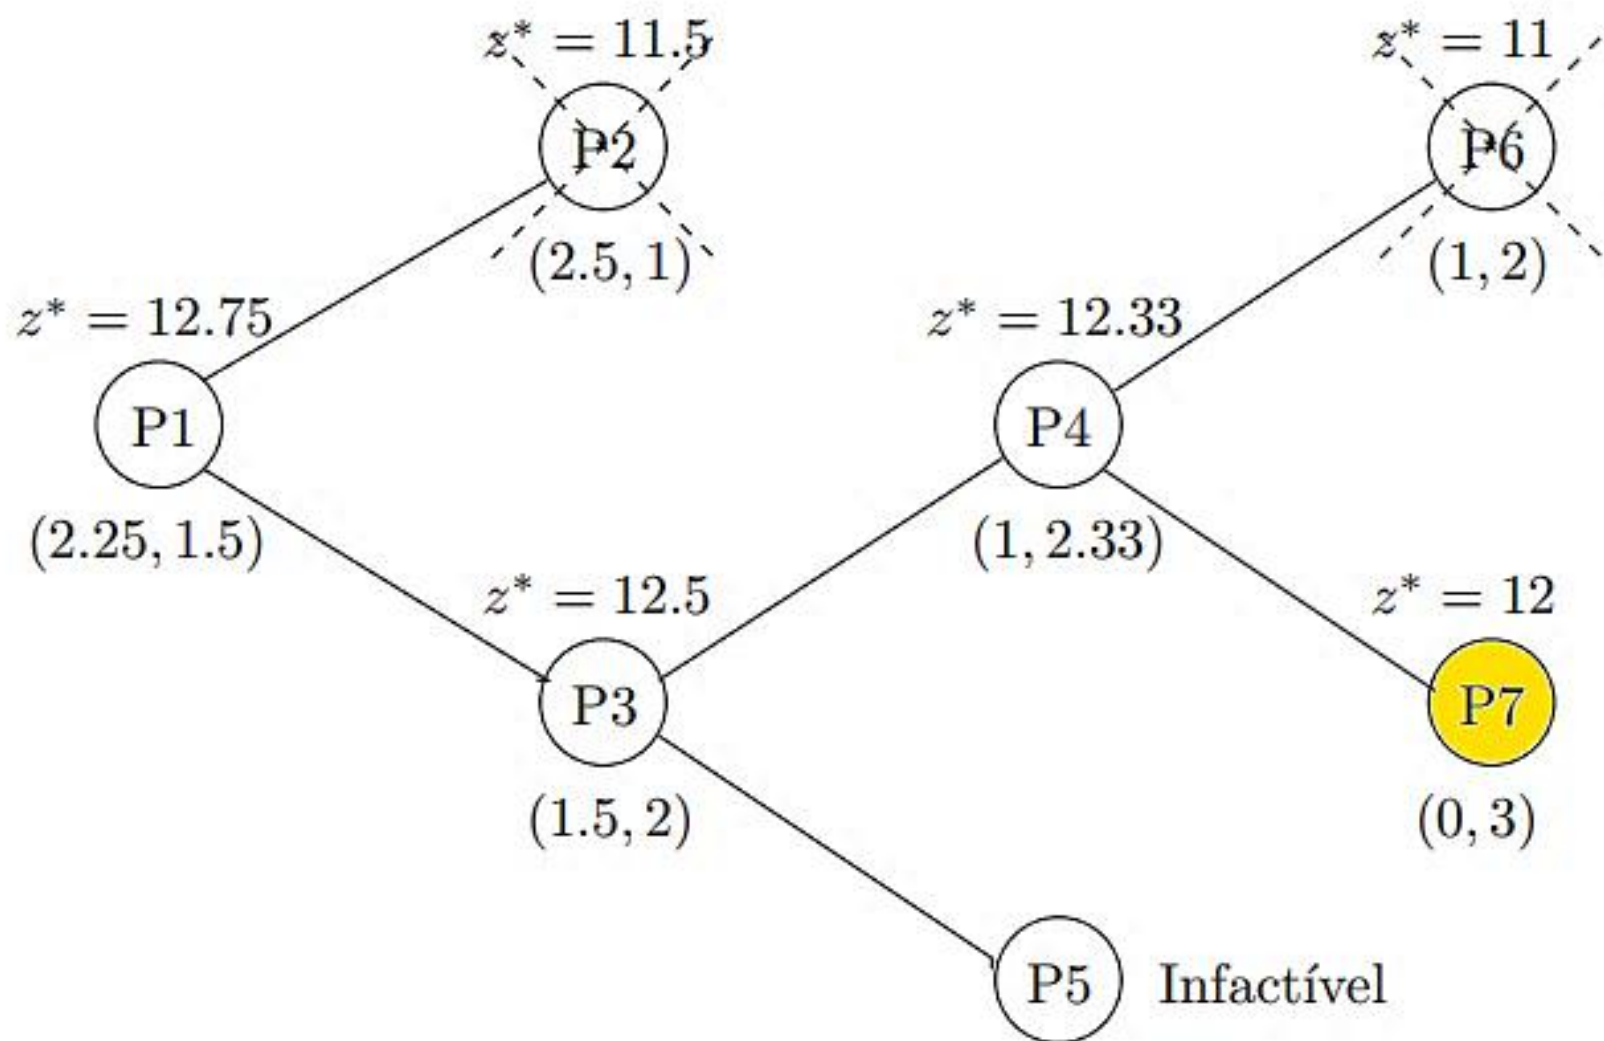 z* = 11.5
P2
(2.5, 1)
z* = 11
P6
(1, 2)
z* = 12.75
P1
(2.25, 1.5)
z* = 12.33
P4
(1, 2.33)
z* = 12.5
P3
(1.5, 2)
z* = 12
P7
(0, 3)
P5 Infactível